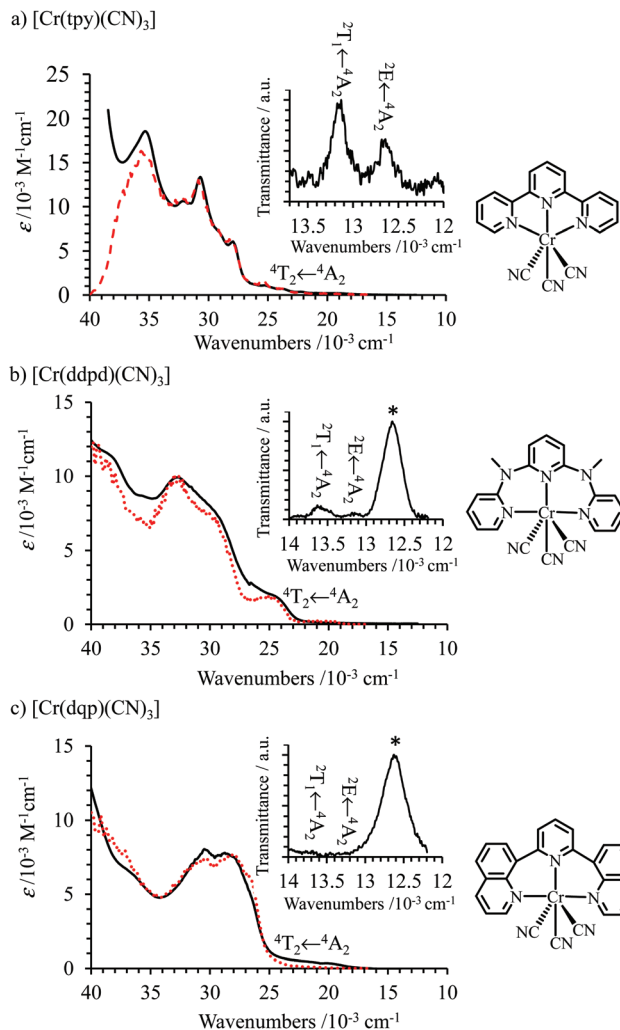 a) [Cr(tpy)(CN)₃]
ε /10⁻³ M⁻¹cm⁻¹
25
20
15
10
5
0
40 35 30 25 20 15 10
Wavenumbers /10⁻³ cm⁻¹
⁴T₂←⁴A₂
Transmittance / a.u.
²T₁←⁴A₂
²E←⁴A₂
13.5 13 12.6 12
Wavenumbers /10⁻³ cm⁻¹
N
N
N
Cr
NC
CN
CN
b) [Cr(ddpd)(CN)₃]
ε /10⁻³ M⁻¹cm⁻¹
15
10
5
0
40 35 30 25 20 15 10
Wavenumbers /10⁻³ cm⁻¹
⁴T₂←⁴A₂
Transmittance / a.u.
²T₁←⁴A₂
²E←⁴A₂
*
14 13.5 13 12.6 12
Wavenumbers /10⁻³ cm⁻¹
N
N
N
N
N
Cr
NC
CN
CN
c) [Cr(dqp)(CN)₃]
ε /10⁻³ M⁻¹cm⁻¹
15
10
5
0
40 35 30 25 20 15 10
Wavenumbers /10⁻³ cm⁻¹
⁴T₂←⁴A₂
Transmittance / a.u.
²T₁←⁴A₂
²E←⁴A₂
*
14 13.5 13 12.6 12
Wavenumbers /10⁻³ cm⁻¹
N
N
N
Cr
NC
CN
CN